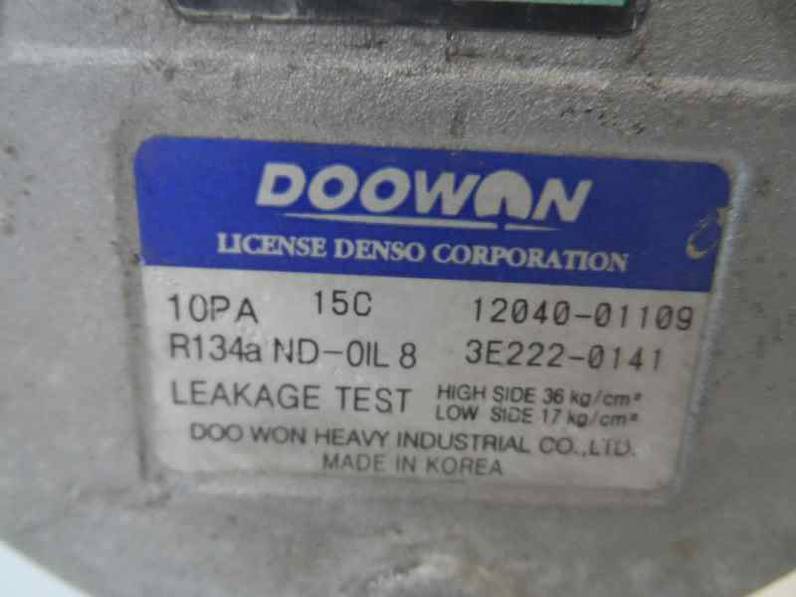 DOOWON
LICENSE DENSO CORPORATION
10PA 15C 12040-01109
R134a ND-OIL 8 3E222-0141
LEAKAGE TEST HIGH SIDE 36 kg/cm²
LOW SIDE 17 kg/cm²
DOO WON HEAVY INDUSTRIAL CO.,LTD.
MADE IN KOREA